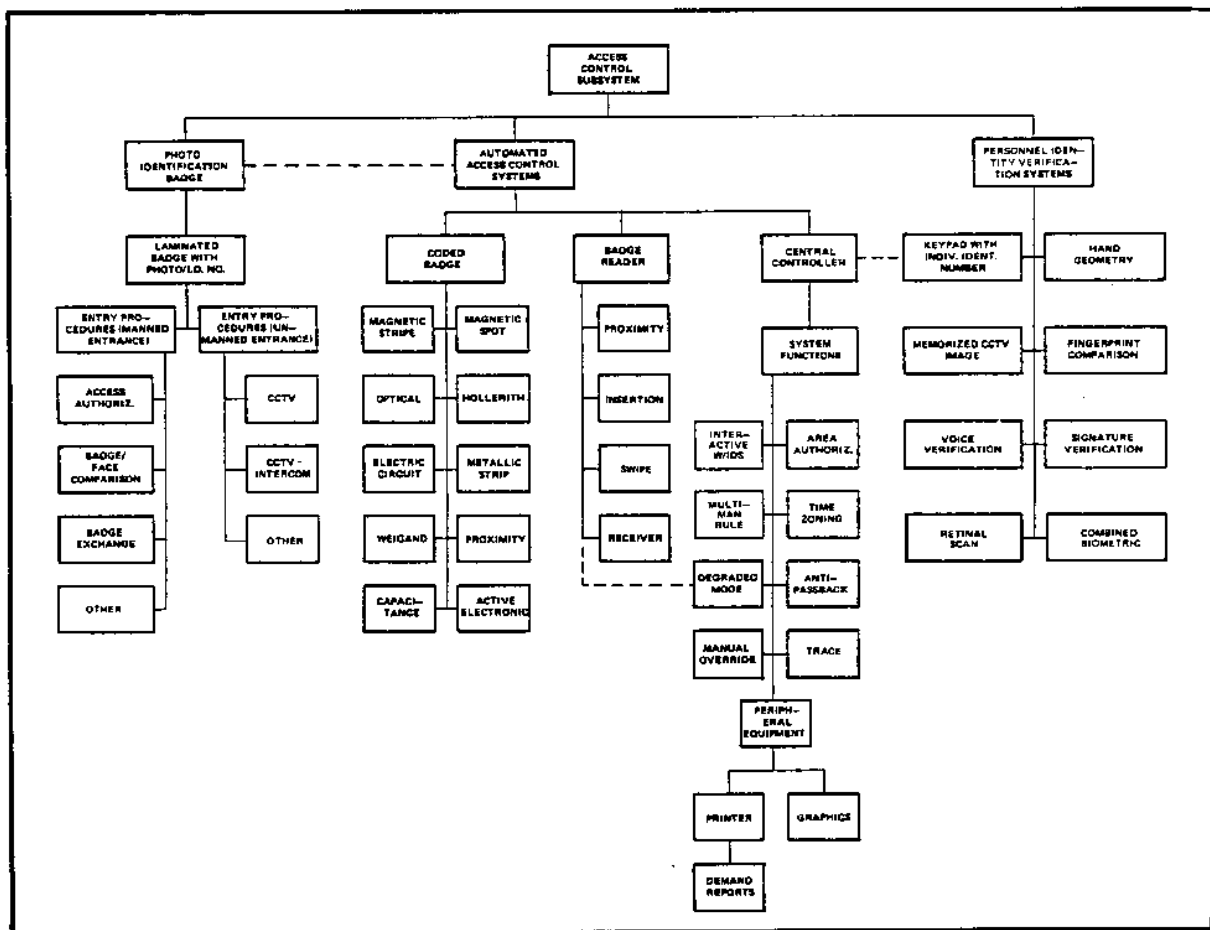 ACCESS
CONTROL
SUBSYSTEM
PHOTO
IDENTIFICATION
BADGE
AUTOMATED
ACCESS CONTROL
SYSTEMS
PERSONNEL IDEN-
TITY VERIFICA-
TION SYSTEMS
LAMINATED
BADGE WITH
PHOTO/I.D. NO.
CODED
BADGE
BADGE
READER
CENTRAL
CONTROLLER
KEYPAD WITH
INDIV. IDENT.
NUMBER
HAND
GEOMETRY
ENTRY PRO-
CEDURES (MANNED
ENTRANCE)
ENTRY PRO-
CEDURES (UN-
MANNED ENTRANCE)
MAGNETIC
STRIPE
MAGNETIC
SPOT
PROXIMITY
SYSTEM
FUNCTIONS
MEMORIZED CCTV
IMAGE
FINGERPRINT
COMPARISON
ACCESS
AUTHORIZ.
CCTV
OPTICAL
HOLLERITH
INSERTION
INTER-
ACTIVE
W/IDS
AREA
AUTHORIZ.
VOICE
VERIFICATION
SIGNATURE
VERIFICATION
BADGE/
FACE
COMPARISON
CCTV -
INTERCOM
ELECTRIC
CIRCUIT
METALLIC
STRIP
SWIPE
MULTI-
MAN
RULE
TIME
ZONING
RETINAL
SCAN
COMBINED
BIOMETRIC
BADGE
EXCHANGE
OTHER
WEIGAND
PROXIMITY
RECEIVER
DEGRADED
MODE
ANTI-
PASSBACK
OTHER
CAPACI-
TANCE
ACTIVE
ELECTRONIC
MANUAL
OVERRIDE
TRACE
PERIPH-
ERAL
EQUIPMENT
PRINTER
GRAPHICS
DEMAND
REPORTS